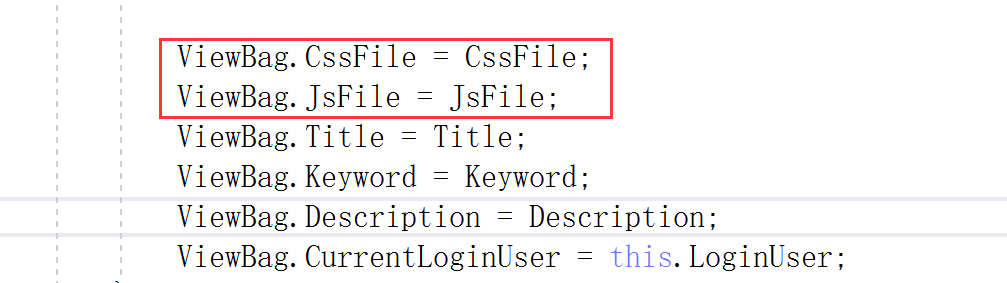 ViewBag.CssFile = CssFile;
ViewBag.JsFile = JsFile;
ViewBag.Title = Title;
ViewBag.Keyword = Keyword;
ViewBag.Description = Description;
ViewBag.CurrentLoginUser = this.LoginUser;